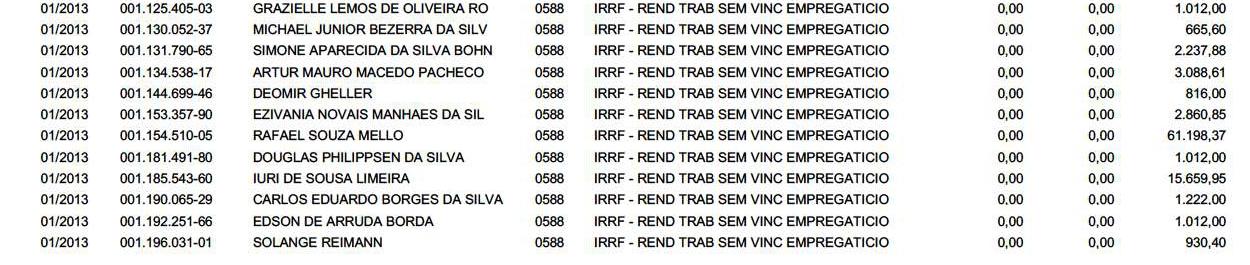 01/2013 001.125.405-03 GRAZIELLE LEMOS DE OLIVEIRA RO 0588 IRRF - REND TRAB SEM VINC EMPREGATICIO 0,00 0,00 1.012,00
01/2013 001.130.052-37 MICHAEL JUNIOR BEZERRA DA SILV 0588 IRRF - REND TRAB SEM VINC EMPREGATICIO 0,00 0,00 665,60
01/2013 001.131.790-65 SIMONE APARECIDA DA SILVA BOHN 0588 IRRF - REND TRAB SEM VINC EMPREGATICIO 0,00 0,00 2.237,88
01/2013 001.134.538-17 ARTUR MAURO MACEDO PACHECO 0588 IRRF - REND TRAB SEM VINC EMPREGATICIO 0,00 0,00 3.088,61
01/2013 001.144.699-46 DEOMIR GHELLER 0588 IRRF - REND TRAB SEM VINC EMPREGATICIO 0,00 0,00 816,00
01/2013 001.153.357-90 EZIVANIA NOVAIS MANHAES DA SIL 0588 IRRF - REND TRAB SEM VINC EMPREGATICIO 0,00 0,00 2.860,85
01/2013 001.154.510-05 RAFAEL SOUZA MELLO 0588 IRRF - REND TRAB SEM VINC EMPREGATICIO 0,00 0,00 61.198,37
01/2013 001.181.491-80 DOUGLAS PHILIPPSEN DA SILVA 0588 IRRF - REND TRAB SEM VINC EMPREGATICIO 0,00 0,00 1.012,00
01/2013 001.185.543-60 IURI DE SOUSA LIMEIRA 0588 IRRF - REND TRAB SEM VINC EMPREGATICIO 0,00 0,00 15.659,95
01/2013 001.190.065-29 CARLOS EDUARDO BORGES DA SILVA 0588 IRRF - REND TRAB SEM VINC EMPREGATICIO 0,00 0,00 1.222,00
01/2013 001.192.251-66 EDSON DE ARRUDA BORDA 0588 IRRF - REND TRAB SEM VINC EMPREGATICIO 0,00 0,00 1.012,00
01/2013 001.196.031-01 SOLANGE REIMANN 0588 IRRF - REND TRAB SEM VINC EMPREGATICIO 0,00 0,00 930,40